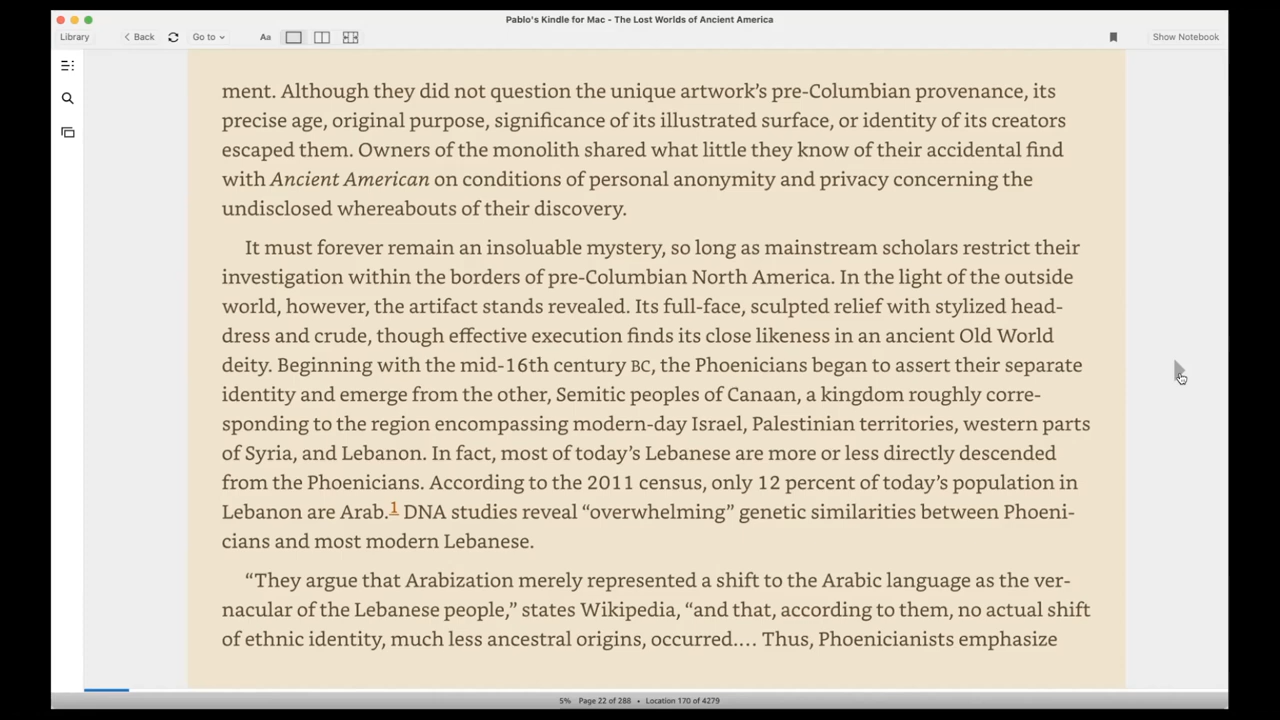 Pablo's Kindle for Mac - The Lost Worlds of Ancient America
Library
Back
Go to
Aa
Show Notebook
ment. Although they did not question the unique artwork's pre-Columbian provenance, its
precise age, original purpose, significance of its illustrated surface, or identity of its creators
escaped them. Owners of the monolith shared what little they know of their accidental find
with Ancient American on conditions of personal anonymity and privacy concerning the
undisclosed whereabouts of their discovery.
It must forever remain an insoluable mystery, so long as mainstream scholars restrict their
investigation within the borders of pre-Columbian North America. In the light of the outside
world, however, the artifact stands revealed. Its full-face, sculpted relief with stylized head-
dress and crude, though effective execution finds its close likeness in an ancient Old World
deity. Beginning with the mid-16th century BC, the Phoenicians began to assert their separate
identity and emerge from the other, Semitic peoples of Canaan, a kingdom roughly corre-
sponding to the region encompassing modern-day Israel, Palestinian territories, western parts
of Syria, and Lebanon. In fact, most of today's Lebanese are more or less directly descended
from the Phoenicians. According to the 2011 census, only 12 percent of today's population in
Lebanon are Arab.1 DNA studies reveal “overwhelming” genetic similarities between Phoeni-
cians and most modern Lebanese.
“They argue that Arabization merely represented a shift to the Arabic language as the ver-
nacular of the Lebanese people,” states Wikipedia, “and that, according to them, no actual shift
of ethnic identity, much less ancestral origins, occurred.… Thus, Phoenicianists emphasize
5% Page 22 of 288 • Location 170 of 4279